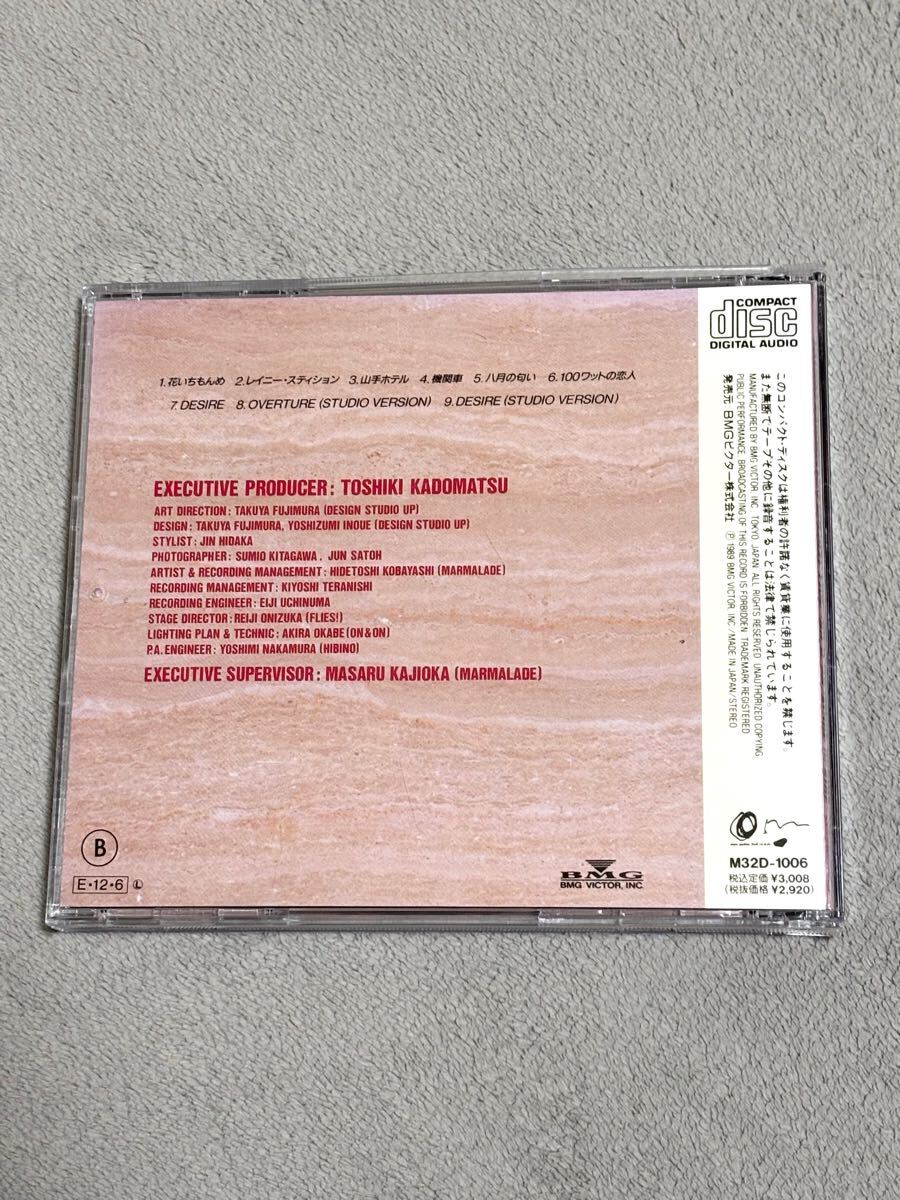 1.花いちもんめ 2.レイニー・スティション 3.山手ホテル 4.機関車 5.八月の匂い 6.100ワットの恋人
7.DESIRE 8.OVERTURE (STUDIO VERSION) 9.DESIRE (STUDIO VERSION)
EXECUTIVE PRODUCER: TOSHIKI KADOMATSU
ART DIRECTION: TAKUYA FUJIMURA (DESIGN STUDIO UP)
DESIGN: TAKUYA FUJIMURA, YOSHIZUMI INOUE (DESIGN STUDIO UP)
STYLIST: JIN HIDAKA
PHOTOGRAPHER: SUMIO KITAGAWA, JUN SATOH
ARTIST & RECORDING MANAGEMENT: HIDETOSHI KOBAYASHI (MARMALADE)
RECORDING MANAGEMENT: KIYOSHI TERANISHI
RECORDING ENGINEER: EIJI UCHINUMA
STAGE DIRECTOR: REIJI ONIZUKA (FLIES!)
LIGHTING PLAN & TECHNIC: AKIRA OKABE (ON & ON)
P.A. ENGINEER: YOSHIMI NAKAMURA (HIBINO)
EXECUTIVE SUPERVISOR: MASARU KAJIOKA (MARMALADE)
B
E・12・6 Ⓛ
BMG
BMG VICTOR, INC.
COMPACT
disc
DIGITAL AUDIO
このコンパクト・ディスクは権利者の許諾なく賃貸業に使用することを禁じます。
また無断でテープその他に録音することは法律で禁じられています。
MANUFACTURED BY BMG VICTOR INC. TOKYO, JAPAN. ALL RIGHTS RESERVED UNAUTHORIZED COPYING
PUBLIC PERFORMANCE BROADCASTING OF THIS RECORD IS FORBIDDEN TRADEMARK REGISTERED
発売元 BMGビクター株式会社 Ⓟ 1989 BMG VICTOR INC./MADE IN JAPAN/STEREO
M32D-1006
税込定価 ¥3,008
(税抜価格 ¥2,920)